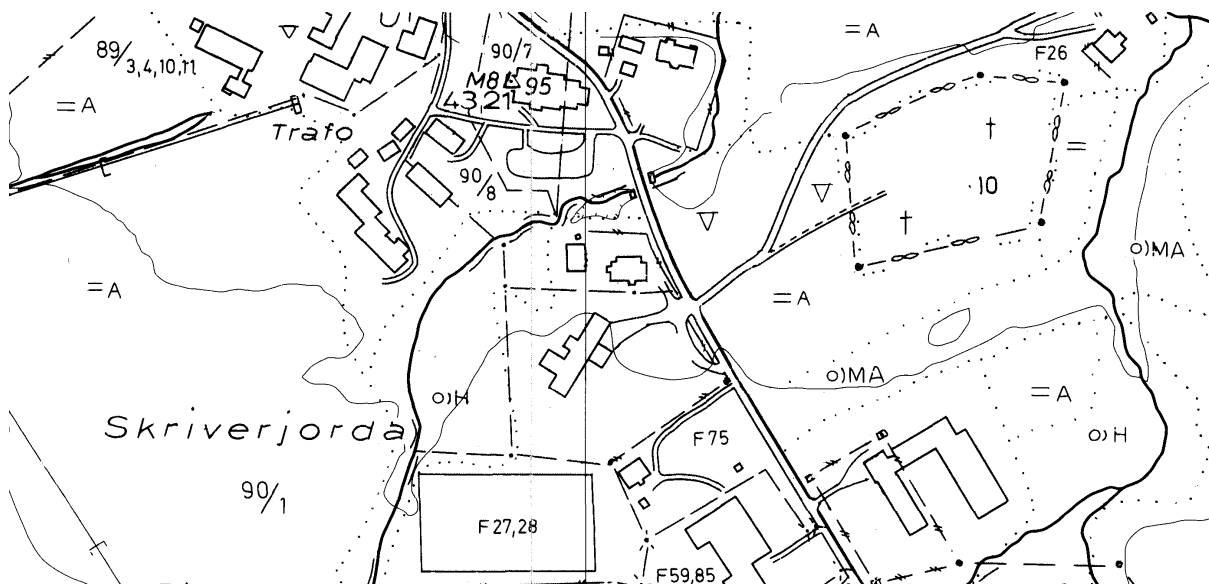 89/3,4,10,11
= A
90/7
M8L 95
4321
Trafo
= A
F26
=
10
90/8
o)MA
= A
= A
o)MA
= A
o)H
o)H
Skriverjorda
F75
90/1
F27,28
F59,85